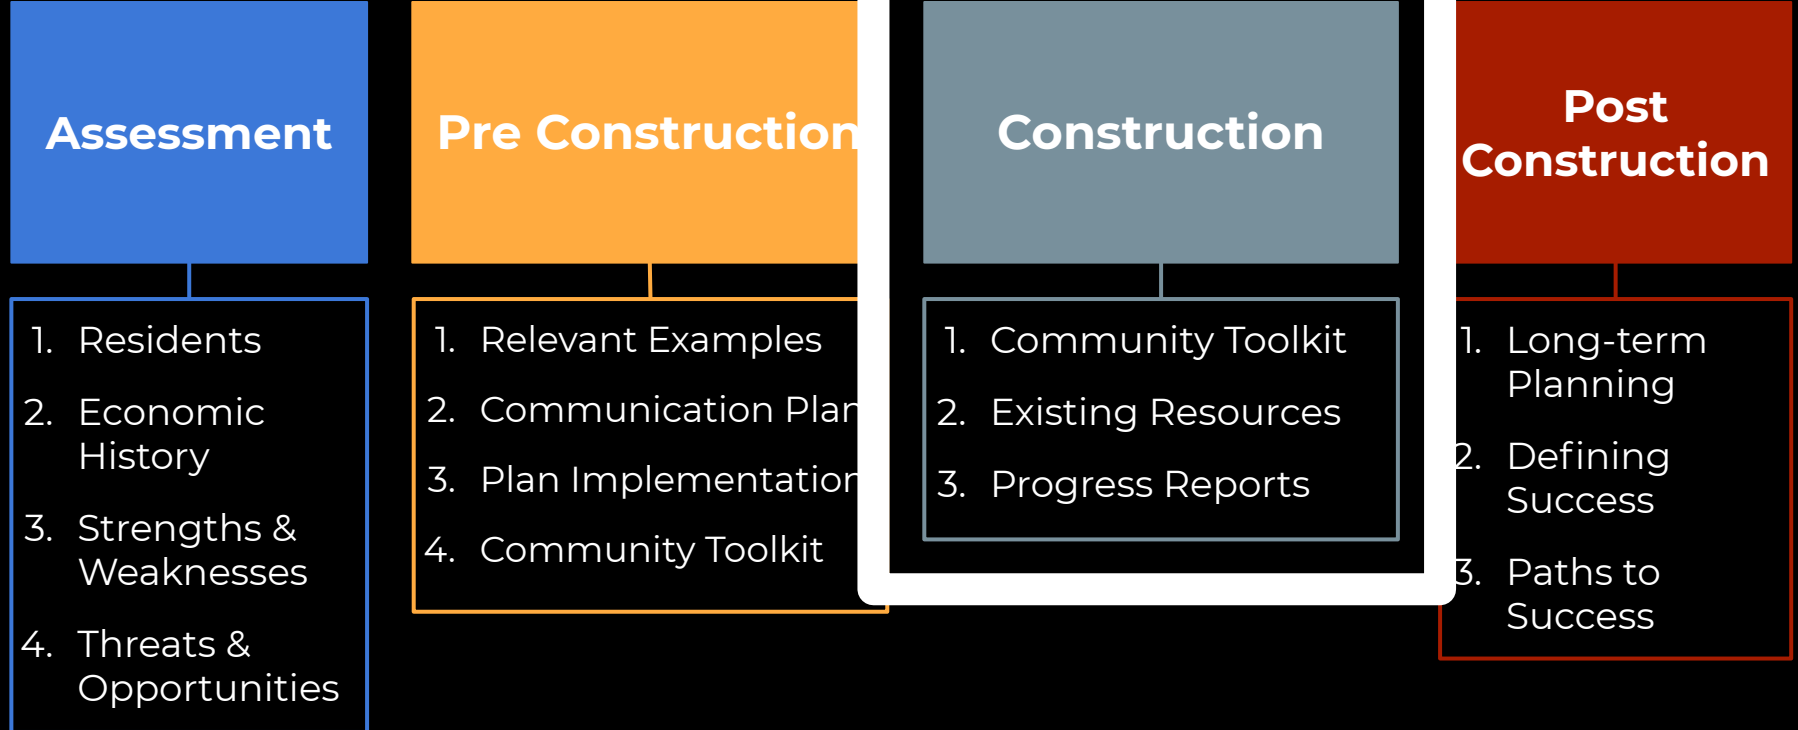 Assessment
1. Residents
2. Economic
History
3. Strengths &
Weaknesses
4. Threats &
Opportunities
Pre Construction
1. Relevant Examples
2. Communication Plan
3. Plan Implementation
4. Community Toolkit
Construction
1. Community Toolkit
2. Existing Resources
3. Progress Reports
Post
Construction
1. Long-term
Planning
2. Defining
Success
3. Paths to
Success